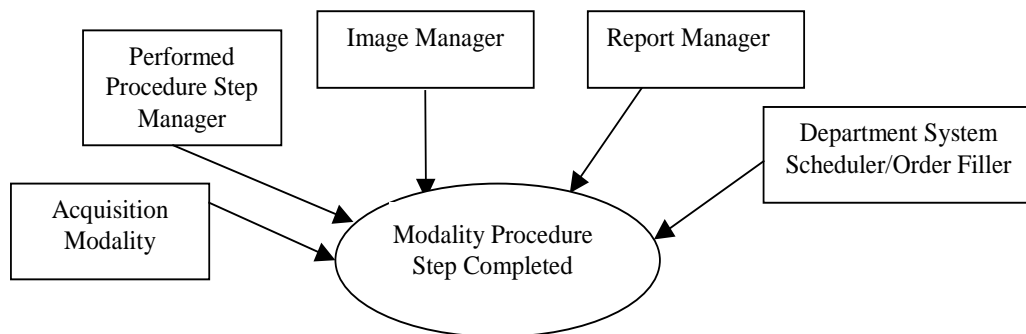 Performed
Procedure Step
Manager
Image Manager
Report Manager
Department System
Scheduler/Order Filler
Acquisition
Modality
Modality Procedure
Step Completed